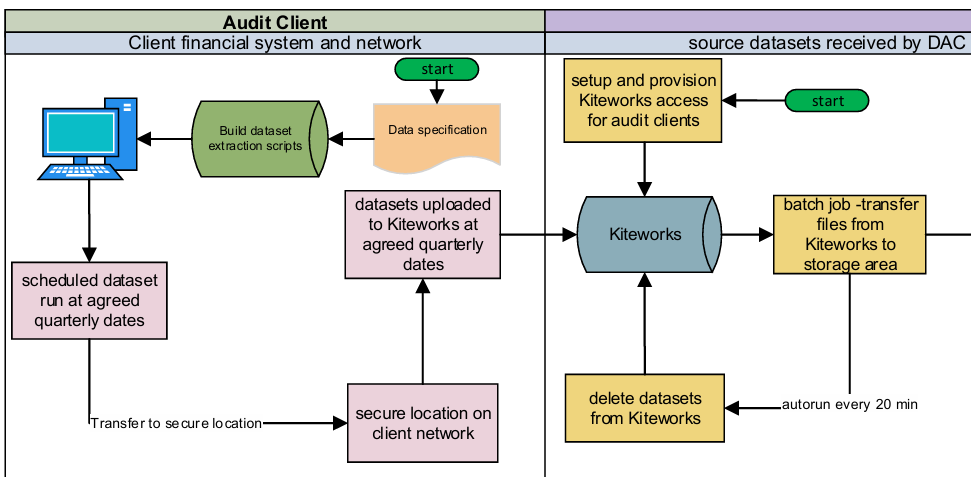 Audit Client
Client financial system and network
source datasets received by DAC
start
setup and provision
Kiteworks access
for audit clients
start
Data specification
Build dataset
extraction scripts
datasets uploaded
to Kiteworks at
agreed quarterly
dates
Kiteworks
batch job -transfer
files from
Kiteworks to
storage area
scheduled dataset
run at agreed
quarterly dates
Transfer to secure location
secure location on
client network
delete datasets
from Kiteworks
autorun every 20 min